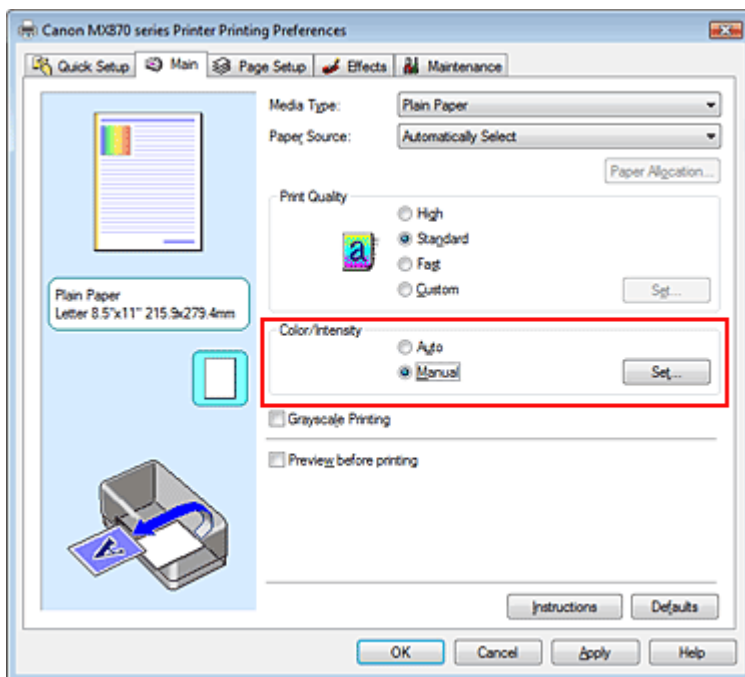 Canon MX870 series Printer Printing Preferences
Quick Setup
Main
Page Setup
Effects
Maintenance
Media Type:
Plain Paper
Paper Source:
Automatically Select
Paper Allocation...
Print Quality
High
Standard
Fast
Custom
Set...
Plain Paper
Letter 8.5"x11" 215.9x279.4mm
Color/Intensity
Auto
Manual
Set...
Grayscale Printing
Preview before printing
Instructions
Defaults
OK
Cancel
Apply
Help